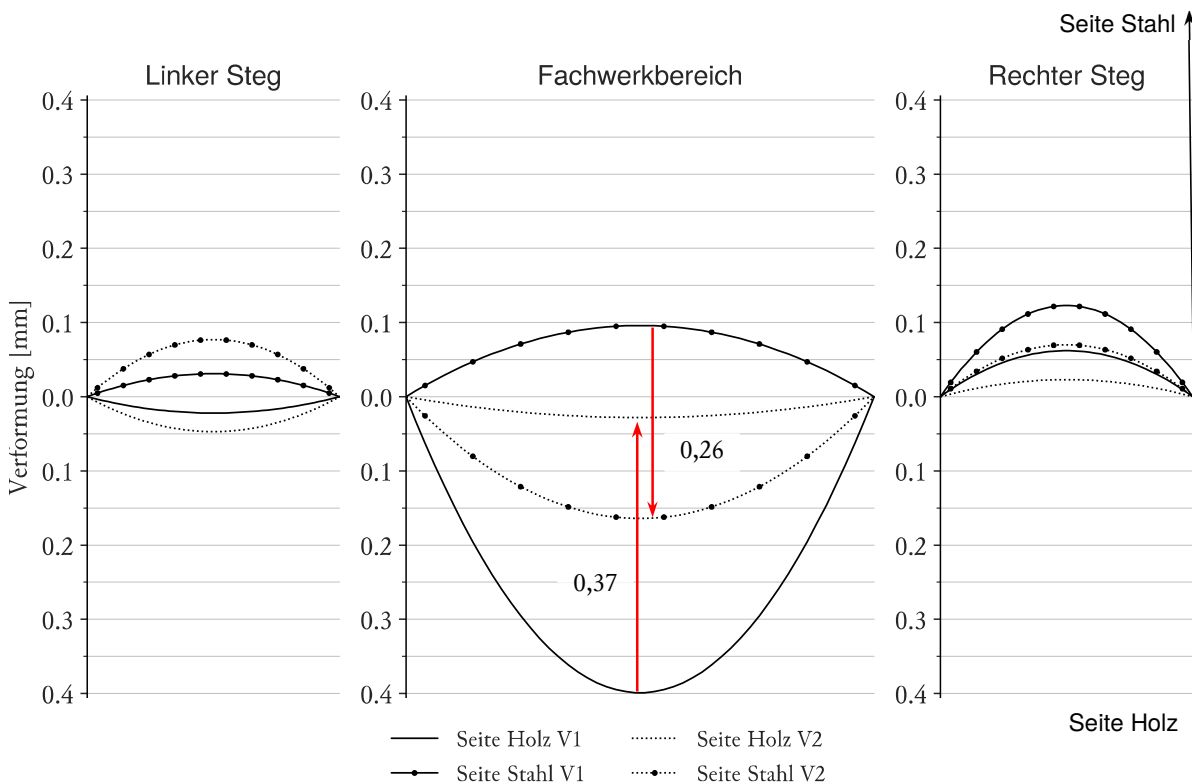 Seite Stahl
Linker Steg
Fachwerkbereich
Rechter Steg
Verformung [mm]
0.4
0.3
0.2
0.1
0.0
0.1
0.2
0.3
0.4
0.4
0.3
0.2
0.1
0.0
0.1
0.2
0.3
0.4
0,26
0,37
0.4
0.3
0.2
0.1
0.0
0.1
0.2
0.3
0.4
Seite Holz
Seite Holz V1
Seite Holz V2
Seite Stahl V1
Seite Stahl V2